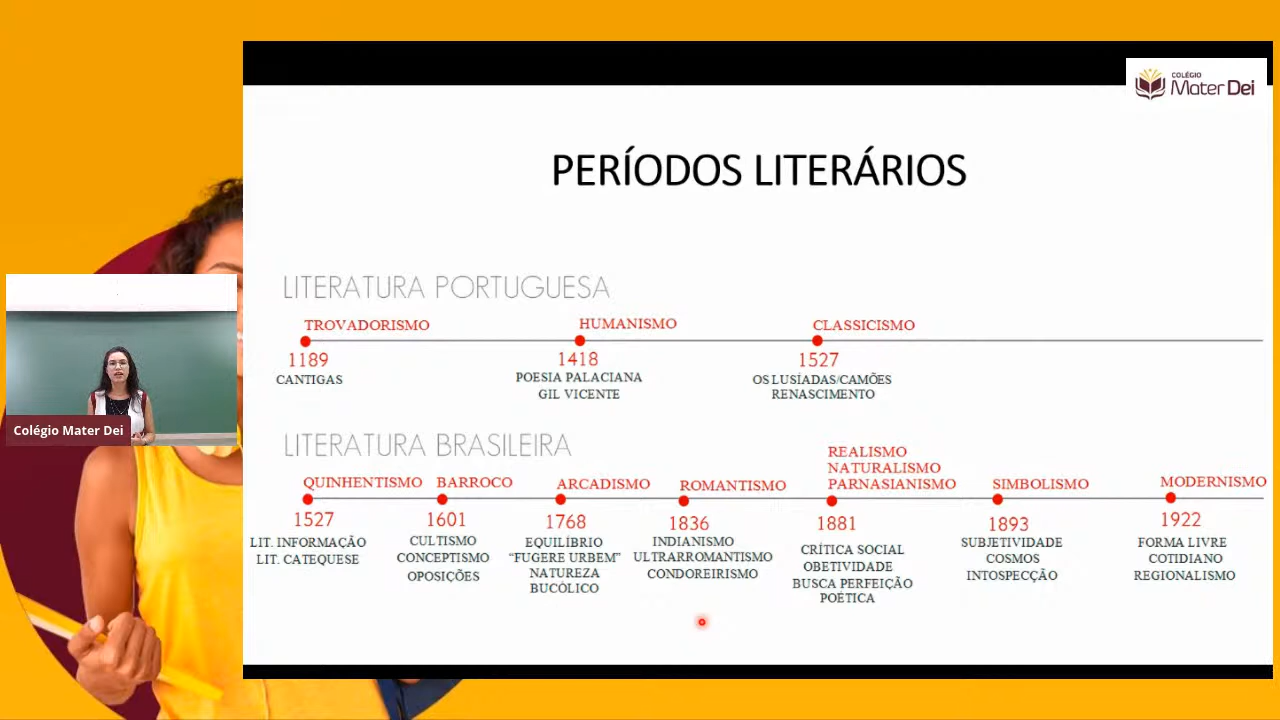 COLÉGIO
Mater Dei
PERÍODOS LITERÁRIOS
LITERATURA PORTUGUESA
TROVADORISMO
HUMANISMO
CLASSICISMO
1189
1418
1527
CANTIGAS
POESIA PALACIANA
GIL VICENTE
OS LUSÍADAS/CAMÕES
RENASCIMENTO
Colégio Mater Dei
LITERATURA BRASILEIRA
QUINHENTISMO
BARROCO
ARCADISMO
ROMANTISMO
REALISMO
NATURALISMO
PARNASIANISMO
SIMBOLISMO
MODERNISMO
1527
LIT. INFORMAÇÃO
LIT. CATEQUESE
1601
CULTISMO
CONCEPTISMO
OPOSIÇÕES
1768
EQUILÍBRIO
“FUGERE URBEM”
NATUREZA
BUCÓLICO
1836
INDIANISMO
ULTRARROMANTISMO
CONDOREIRISMO
1881
CRÍTICA SOCIAL
OBETIVIDADE
BUSCA PERFEIÇÃO
POÉTICA
1893
SUBJETIVIDADE
COSMOS
INTOSPECÇÃO
1922
FORMA LIVRE
COTIDIANO
REGIONALISMO